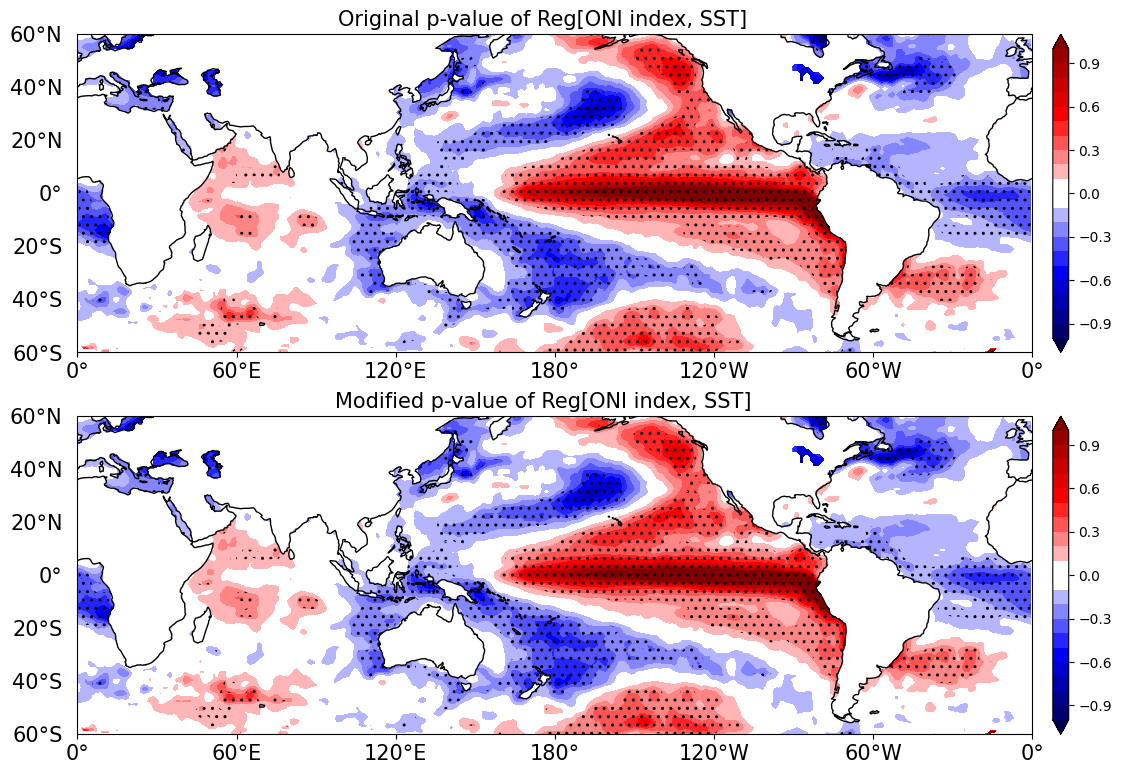 Original p-value of Reg[ONI index, SST]
60°N
40°N
20°N
0°
20°S
40°S
60°S
0°
60°E
120°E
180°
120°W
60°W
0°
0.9
0.6
0.3
0.0
−0.3
−0.6
−0.9
Modified p-value of Reg[ONI index, SST]
60°N
40°N
20°N
0°
20°S
40°S
60°S
0°
60°E
120°E
180°
120°W
60°W
0°
0.9
0.6
0.3
0.0
−0.3
−0.6
−0.9